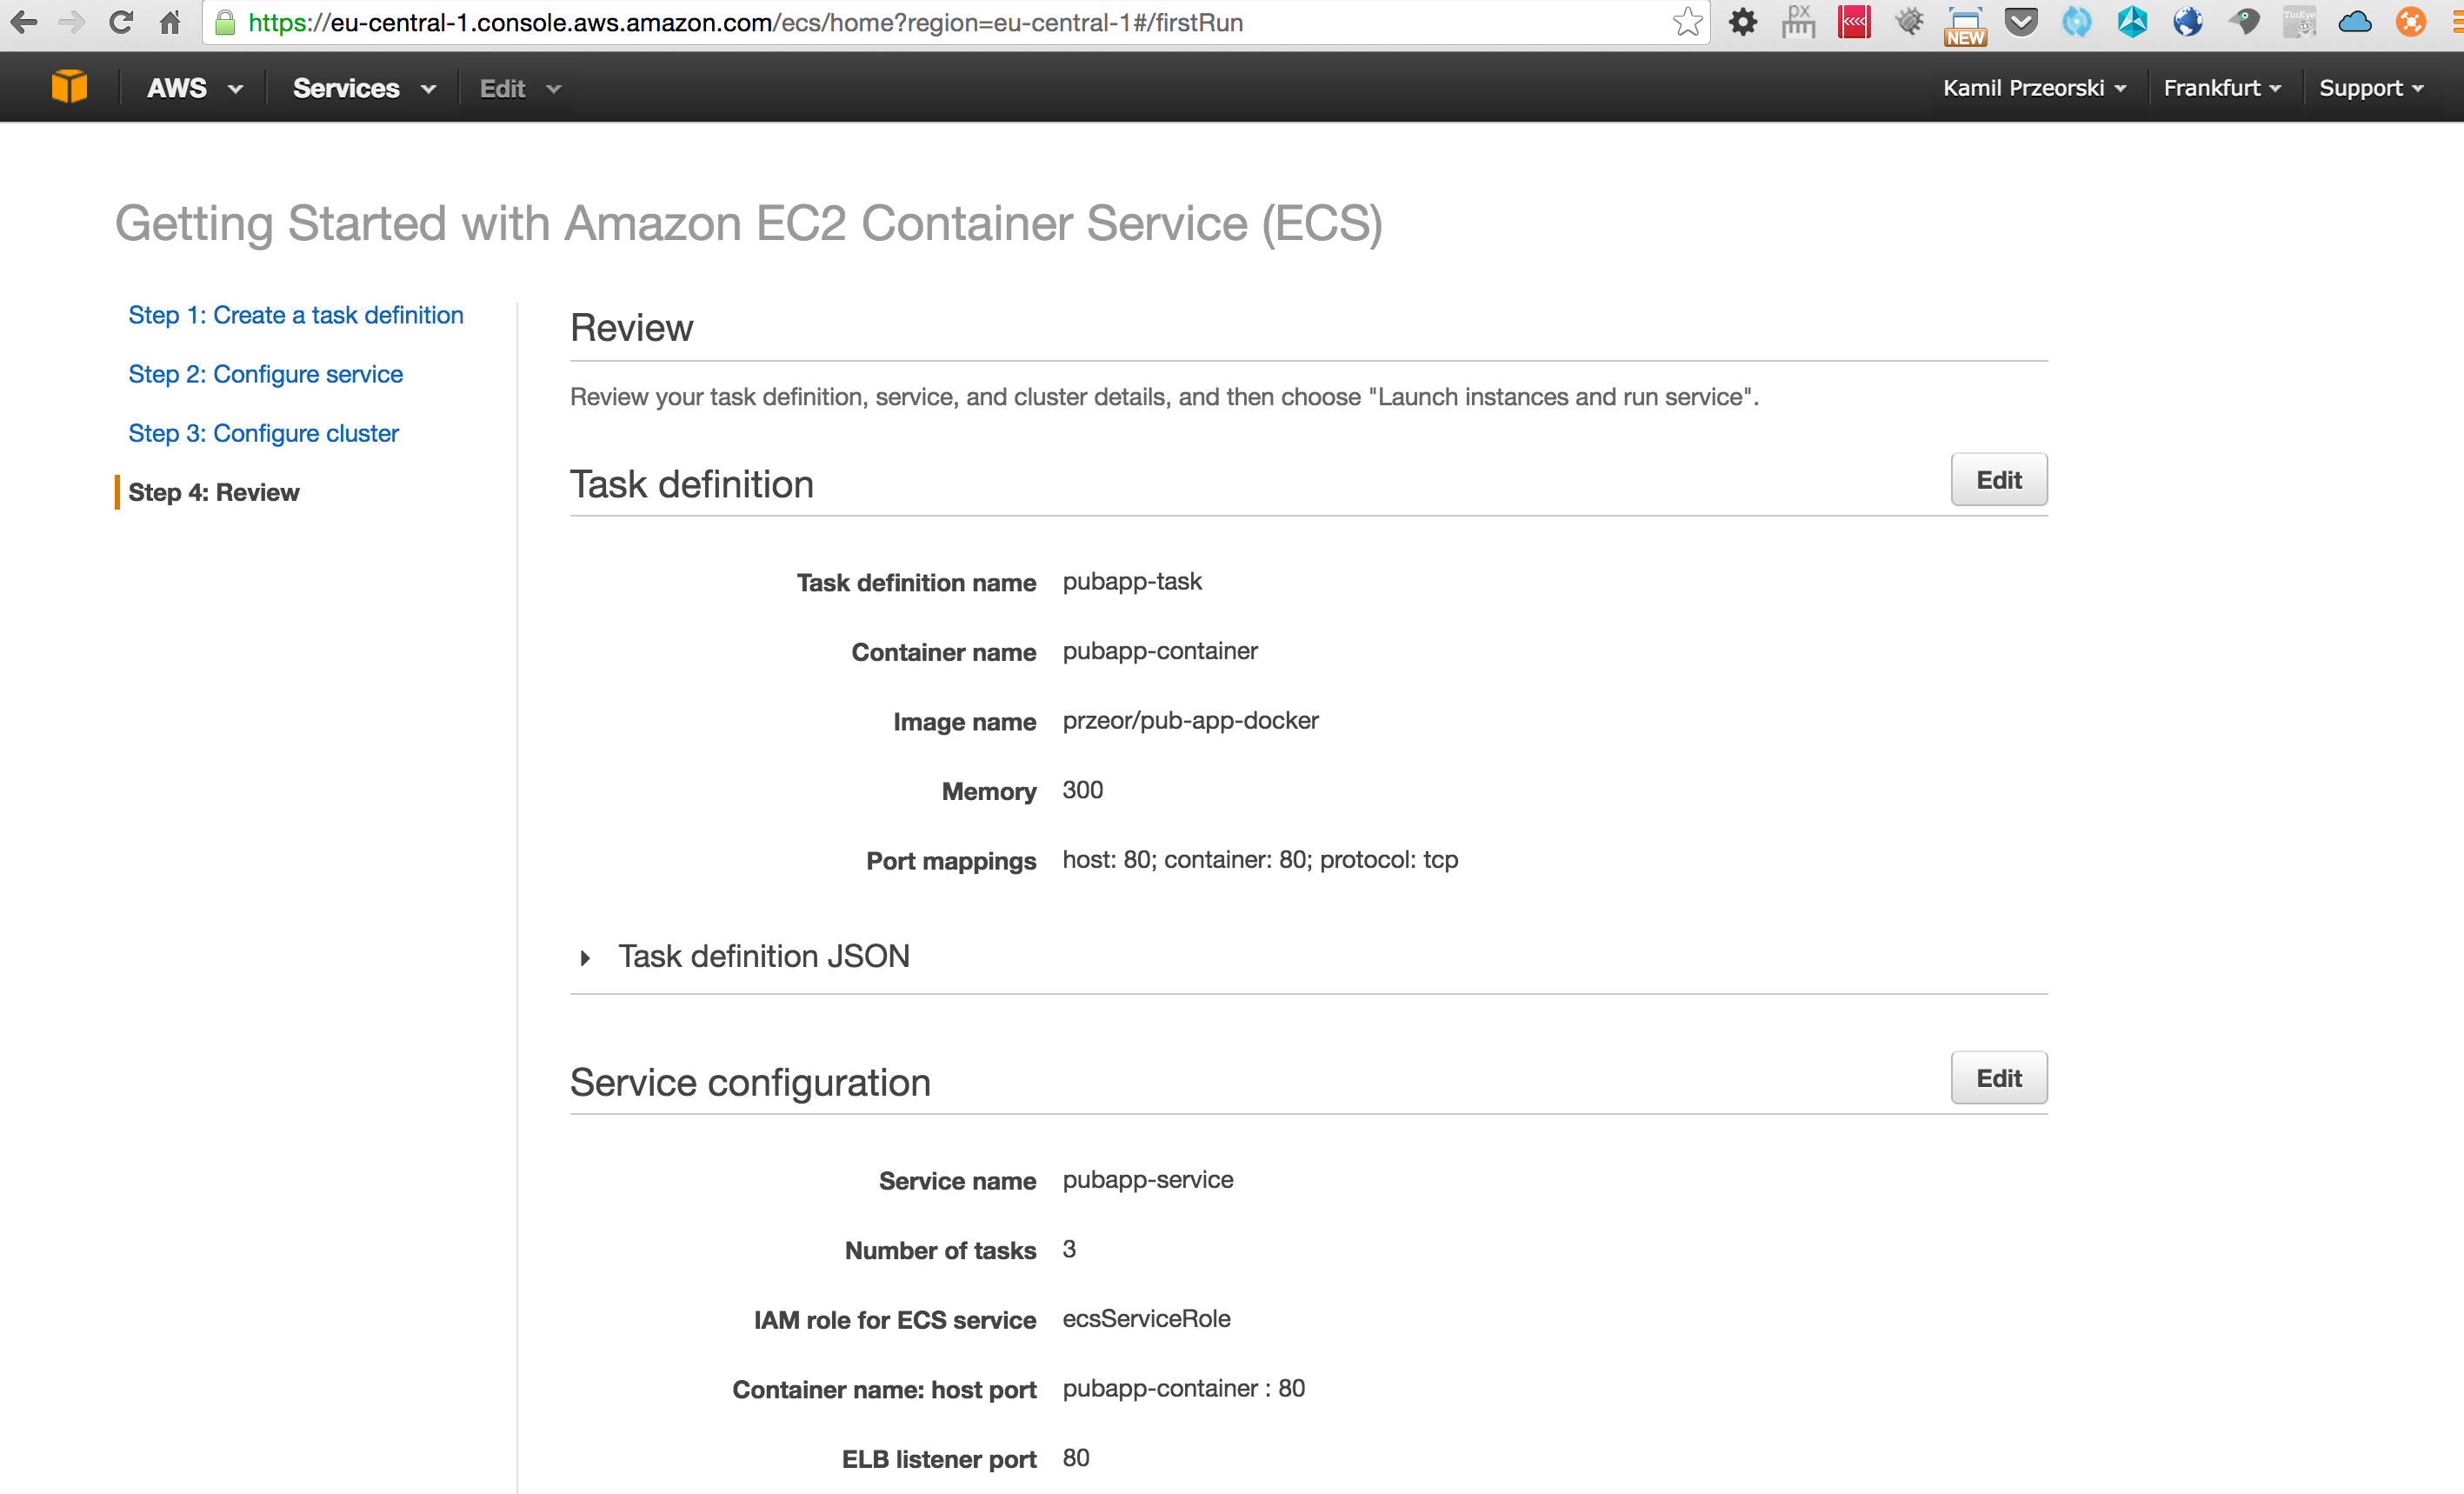 https://eu-central-1.console.aws.amazon.com/ecs/home?region=eu-central-1#/firstRun
px
NEW
TinEye
AWS Services Edit Kamil Przeorski Frankfurt Support
Getting Started with Amazon EC2 Container Service (ECS)
Step 1: Create a task definition
Step 2: Configure service
Step 3: Configure cluster
Step 4: Review
Review
Review your task definition, service, and cluster details, and then choose "Launch instances and run service".
Task definition Edit
Task definition name pubapp-task
Container name pubapp-container
Image name przeor/pub-app-docker
Memory 300
Port mappings host: 80; container: 80; protocol: tcp
Task definition JSON
Service configuration Edit
Service name pubapp-service
Number of tasks 3
IAM role for ECS service ecsServiceRole
Container name: host port pubapp-container : 80
ELB listener port 80